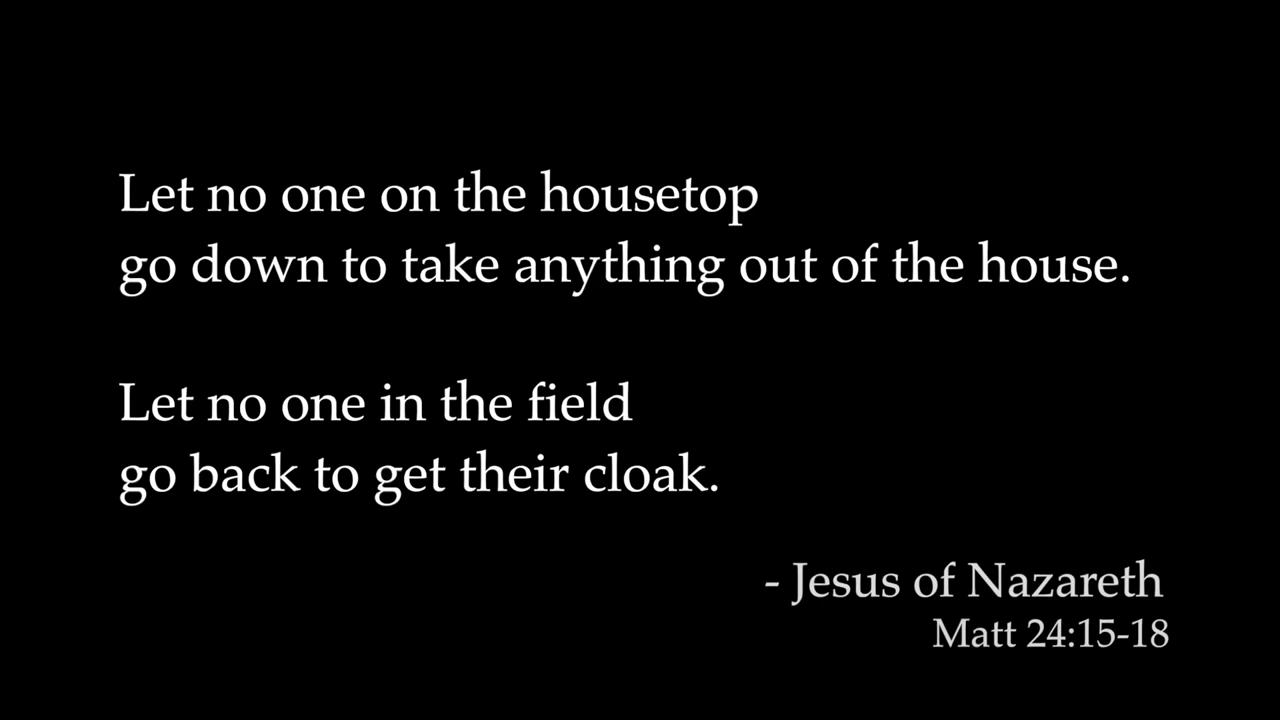 Let no one on the housetop
go down to take anything out of the house.
Let no one in the field
go back to get their cloak.
- Jesus of Nazareth
Matt 24:15-18